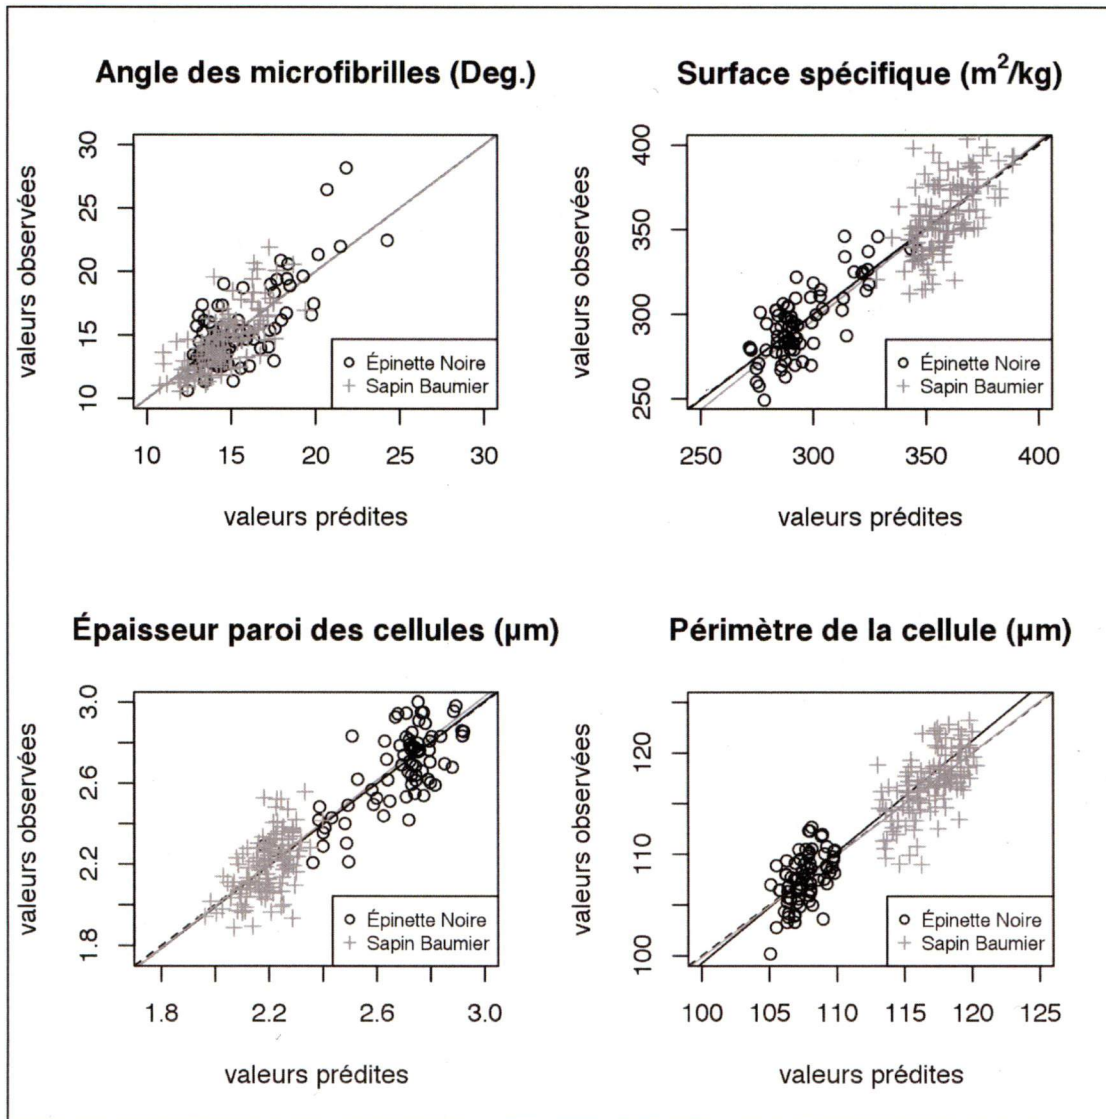 Angle des microfibrilles (Deg.)
valeurs observées
30
25
20
15
10
Épinette Noire
Sapin Baumier
10 15 20 25 30
valeurs prédites
Surface spécifique (m²/kg)
valeurs observées
400
350
300
250
Épinette Noire
Sapin Baumier
250 300 350 400
valeurs prédites
Épaisseur paroi des cellules (µm)
valeurs observées
3.0
2.6
2.2
1.8
Épinette Noire
Sapin Baumier
1.8 2.2 2.6 3.0
valeurs prédites
Périmètre de la cellule (µm)
valeurs observées
120
110
100
Épinette Noire
Sapin Baumier
100 105 110 115 120 125
valeurs prédites